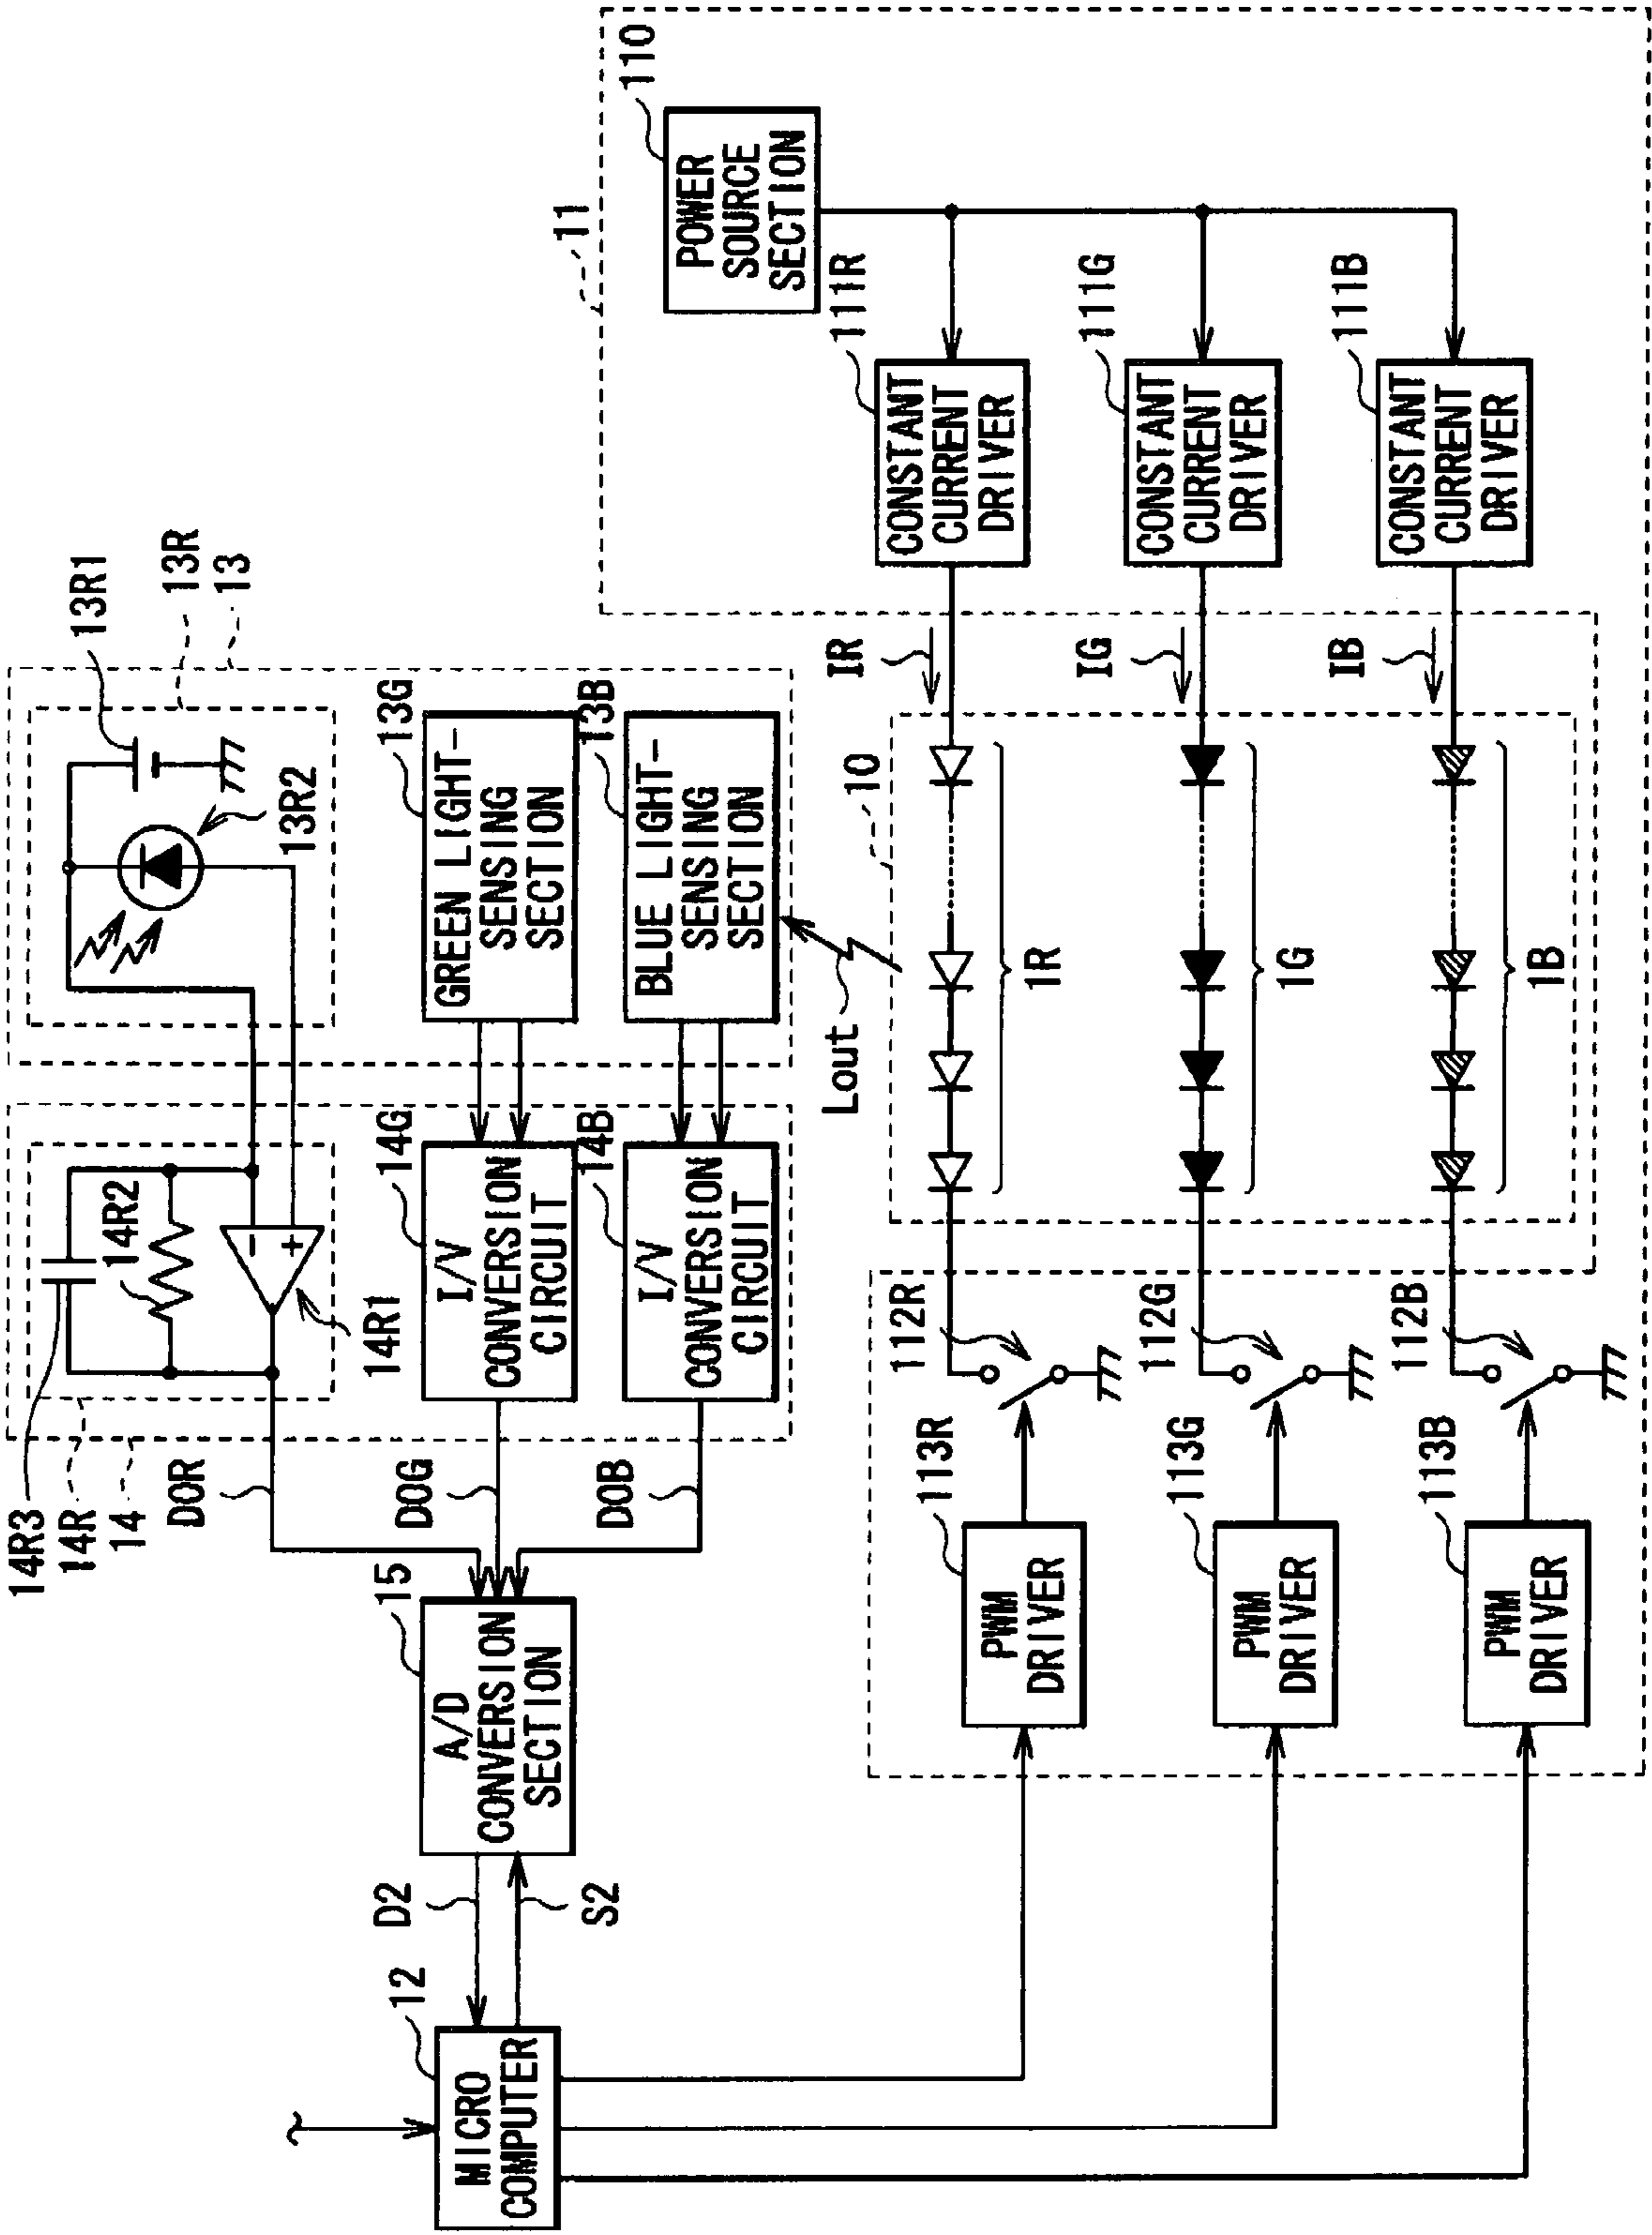 14R3
14R
14
14R2
14R1
13R1
13R
13
13R2
D0R
D0G
D0B
14G
I/V
CONVERSION
CIRCUIT
14B
I/V
CONVERSION
CIRCUIT
13G
GREEN LIGHT-
SENSING
SECTION
13B
BLUE LIGHT-
SENSING
SECTION
12
MICRO
COMPUTER
D2
S2
15
A/D
CONVERSION
SECTION
Lout
11
110
POWER
SOURCE
SECTION
10
113R
PWM
DRIVER
112R
1R
IR
111R
CONSTANT
CURRENT
DRIVER
113G
PWM
DRIVER
112G
1G
IG
111G
CONSTANT
CURRENT
DRIVER
113B
PWM
DRIVER
112B
1B
IB
111B
CONSTANT
CURRENT
DRIVER